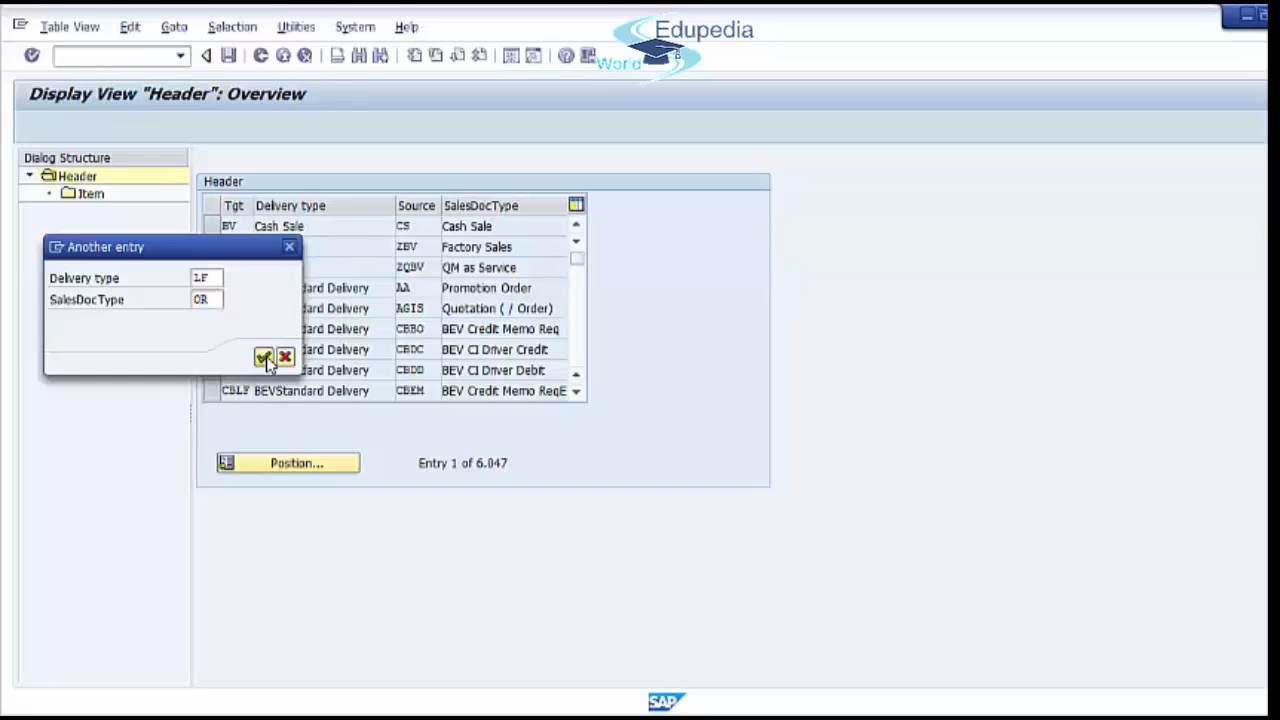 Table View Edit Goto Selection Utilities System Help
Edupedia
World
Display View "Header": Overview
Dialog Structure
Header
Item
Header
Tgt Delivery type Source SalesDocType
BV Cash Sale CS Cash Sale
ZBV Factory Sales
ZQBV QM as Service
dard Delivery AA Promotion Order
dard Delivery AGIS Quotation ( / Order)
dard Delivery CBBO BEV Credit Memo Req
dard Delivery CBDC BEV CI Driver Credit
dard Delivery CBDD BEV CI Driver Debit
CBLF BEVStandard Delivery CBEM BEV Credit Memo ReqE
Another entry
Delvery type LF
SalesDocType OR
Position... Entry 1 of 6.047
SAP